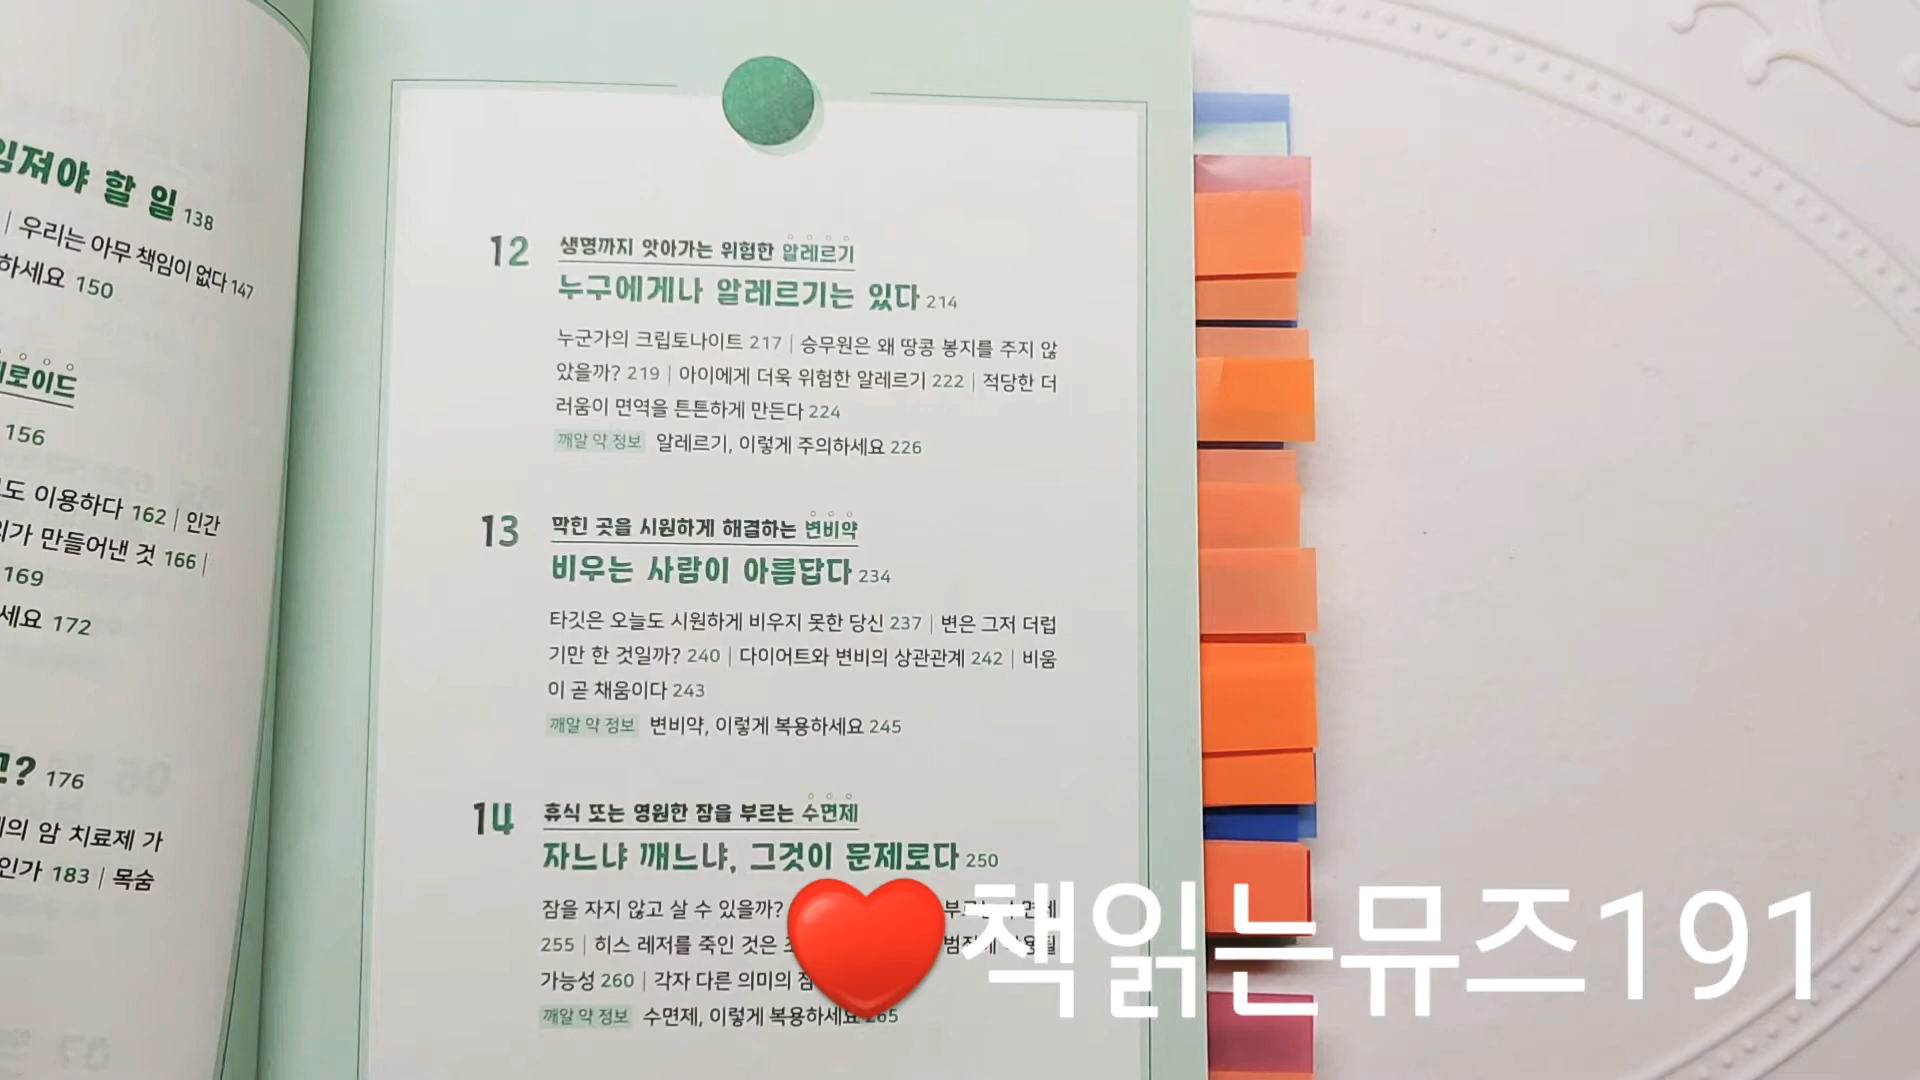 임져야 할 일 138
| 우리는 아무 책임이 없다 147
하세요 150
로이드
156
도 이용하다 162 | 인간
가 만들어낸 것 166 |
169
세요 172
? 176
의 암 치료제 가
인가 183 | 목숨
12 생명까지 앗아가는 위험한 알레르기
누구에게나 알레르기는 있다 214
누군가의 크립토나이트 217 | 승무원은 왜 땅콩 봉지를 주지 않
았을까? 219 | 아이에게 더욱 위험한 알레르기 222 | 적당한 더
러움이 면역을 튼튼하게 만든다 224
깨알 약 정보 알레르기, 이렇게 주의하세요 226
13 막힌 곳을 시원하게 해결하는 변비약
비우는 사람이 아름답다 234
타깃은 오늘도 시원하게 비우지 못한 당신 237 | 변은 그저 더럽
기만 한 것일까? 240 | 다이어트와 변비의 상관관계 242 | 비움
이 곧 채움이다 243
깨알 약 정보 변비약, 이렇게 복용하세요 245
14 휴식 또는 영원한 잠을 부르는 수면제
자느냐 깨느냐, 그것이 문제로다 250
잠을 자지 않고 살 수 있을까?
255 | 히스 레저를 죽인 것은
가능성 260 | 각자 다른 의미의
깨알 약 정보 수면제, 이렇게 복용하세요 265
❤️책읽는뮤즈191